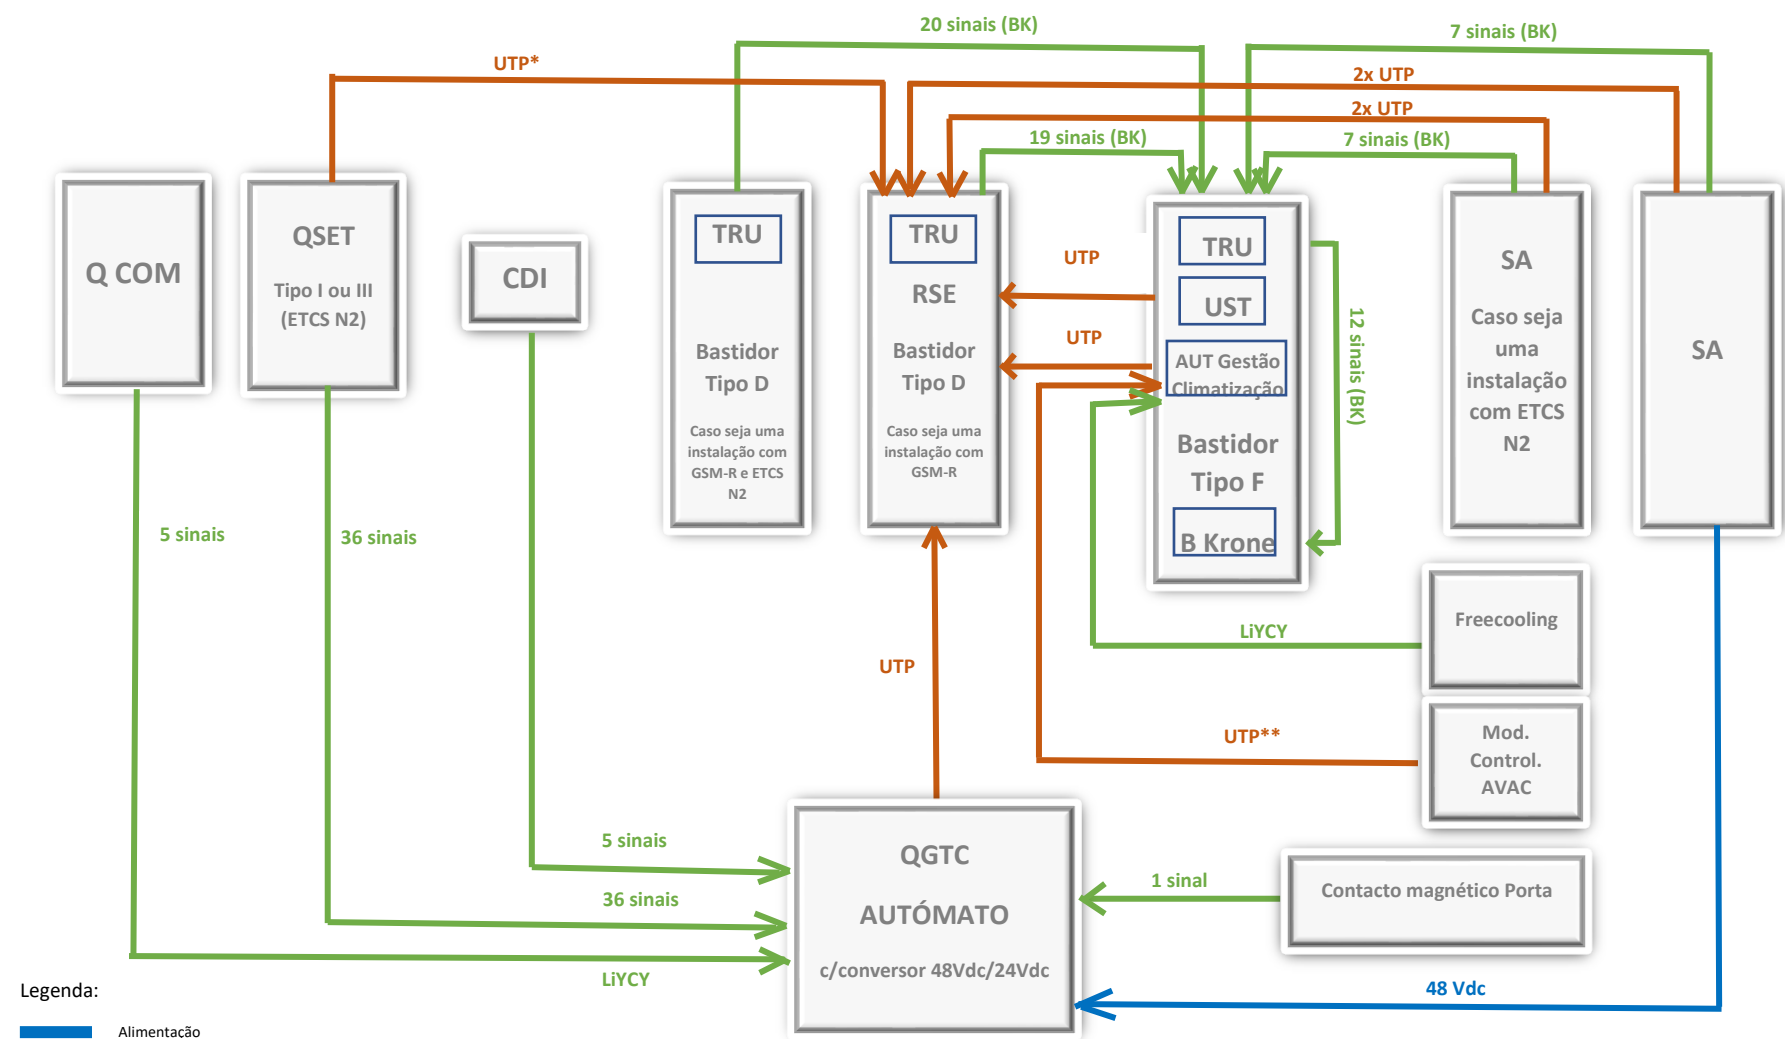 20 sinais (BK)
7 sinais (BK)
UTP*
2x UTP
2x UTP
19 sinais (BK)
7 sinais (BK)
Q COM
QSET
Tipo I ou III
(ETCS N2)
CDI
TRU
Bastidor
Tipo D
Caso seja uma
instalação com
GSM-R e ETCS
N2
TRU
RSE
Bastidor
Tipo D
Caso seja uma
instalação com
GSM-R
UTP
UTP
TRU
UST
AUT Gestão
Climatização
Bastidor
Tipo F
B Krone
12 sinais (BK)
SA
Caso seja
uma
instalação
com ETCS
N2
SA
5 sinais
36 sinais
Freecooling
LiYCY
UTP
UTP**
Mod.
Control.
AVAC
5 sinais
36 sinais
LiYCY
QGTC
AUTÓMATO
c/conversor 48Vdc/24Vdc
1 sinal
Contacto magnético Porta
48 Vdc
Legenda:
Alimentação